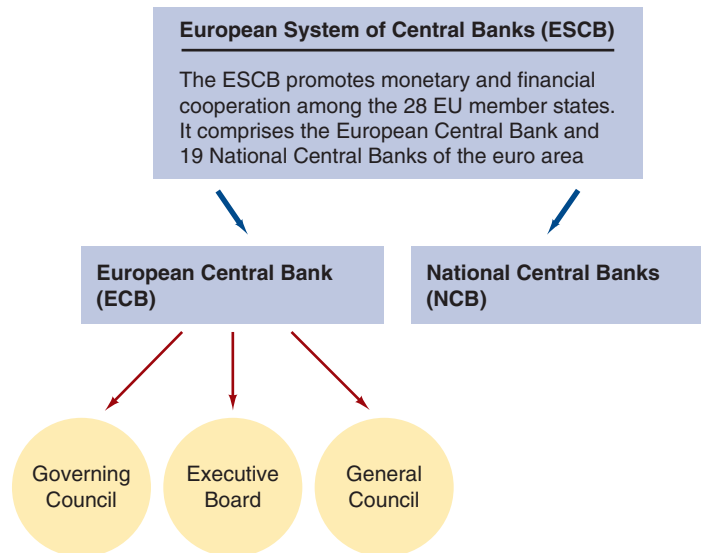 European System of Central Banks (ESCB)
The ESCB promotes monetary and financial
cooperation among the 28 EU member states.
It comprises the European Central Bank and
19 National Central Banks of the euro area
European Central Bank
(ECB)
National Central Banks
(NCB)
Governing
Council
Executive
Board
General
Council